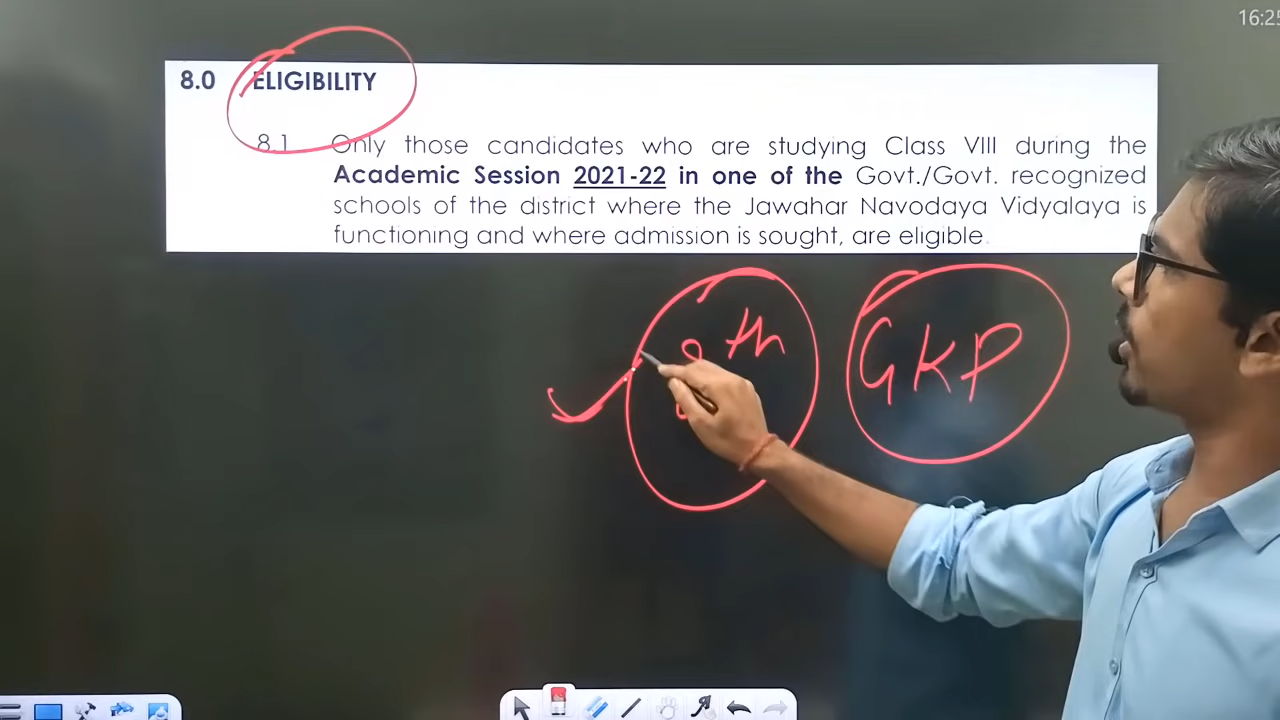 16:25
8.0 ELIGIBILITY
8.1 Only those candidates who are studying Class VIII during the
Academic Session 2021-22 in one of the Govt./Govt. recognized
schools of the district where the Jawahar Navodaya Vidyalaya is
functioning and where admission is sought, are eligible.
8th GKP